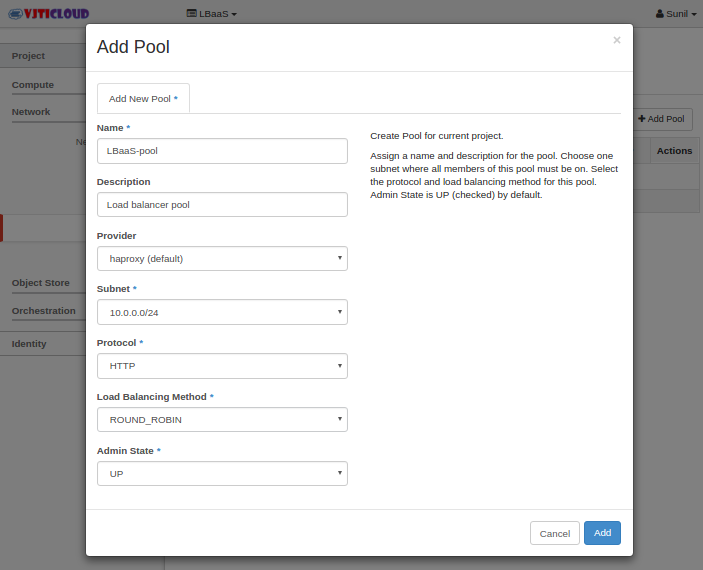 VJTICLOUD
LBaaS
Sunil
Project
Compute
Network
Ne
Object Store
Orchestration
Identity
Add Pool
Actions
Add Pool
×
Add New Pool *
Name *
LBaaS-pool
Description
Load balancer pool
Provider
haproxy (default)
Subnet *
10.0.0.0/24
Protocol *
HTTP
Load Balancing Method *
ROUND_ROBIN
Admin State *
UP
Create Pool for current project.
Assign a name and description for the pool. Choose one
subnet where all members of this pool must be on. Select
the protocol and load balancing method for this pool.
Admin State is UP (checked) by default.
Cancel
Add